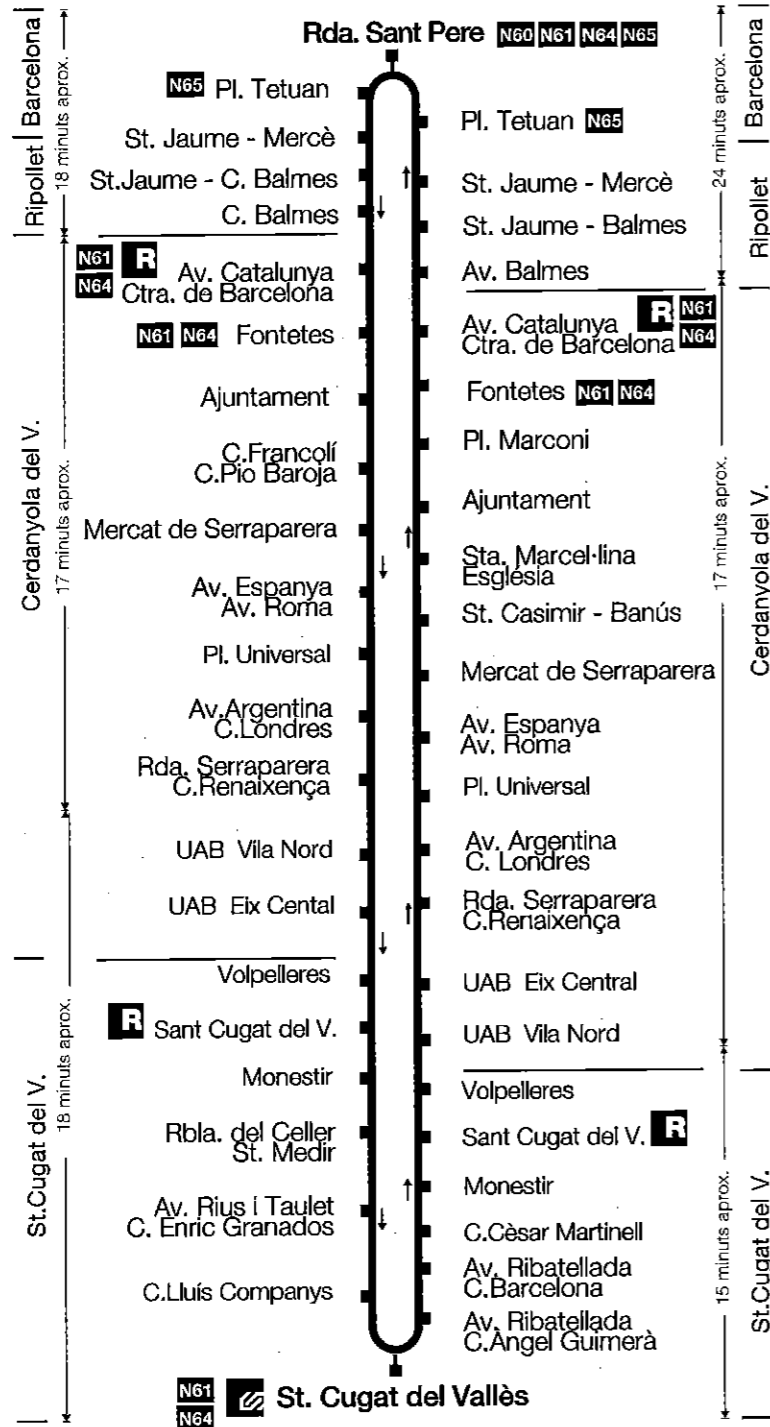 Rda. Sant Pere N60 N61 N64 N65
N65 Pl. Tetuan
St. Jaume - Mercè
St.Jaume - C. Balmes
C. Balmes
N61 R Av. Catalunya
N64 Ctra. de Barcelona
N61 N64 Fontetes
Ajuntament
C.Francolí
C.Pio Baroja
Mercat de Serraparera
Av. Espanya
Av. Roma
Pl. Universal
Av.Argentina
C.Londres
Rda. Serraparera
C.Renaixença
UAB Vila Nord
UAB Eix Cental
Volpelleres
R Sant Cugat del V.
Monestir
Rbla. del Celler
St. Medir
Av. Rius i Taulet
C. Enric Granados
C.Lluís Companys
Pl. Tetuan N65
St. Jaume - Mercè
St. Jaume - Balmes
Av. Balmes
Av. Catalunya R N61
Ctra. de Barcelona N64
Fontetes N61 N64
Pl. Marconi
Ajuntament
Sta. Marcel·lina
Església
St. Casimir - Banús
Mercat de Serraparera
Av. Espanya
Av. Roma
Pl. Universal
Av. Argentina
C. Londres
Rda. Serraparera
C.Renaixença
UAB Eix Central
UAB Vila Nord
Volpelleres
Sant Cugat del V. R
Monestir
C.Cèsar Martinell
Av. Ribatellada
C.Barcelona
Av. Ribatellada
C.Àngel Guimerà
N61 St. Cugat del Vallès
N64
Ripollet | Barcelona
18 minuts aprox.
Cerdanyola del V.
17 minuts aprox.
St.Cugat del V.
18 minuts aprox.
Barcelona
Ripollet
24 minuts aprox.
Cerdanyola del V.
17 minuts aprox.
St.Cugat del V.
15 minuts aprox.